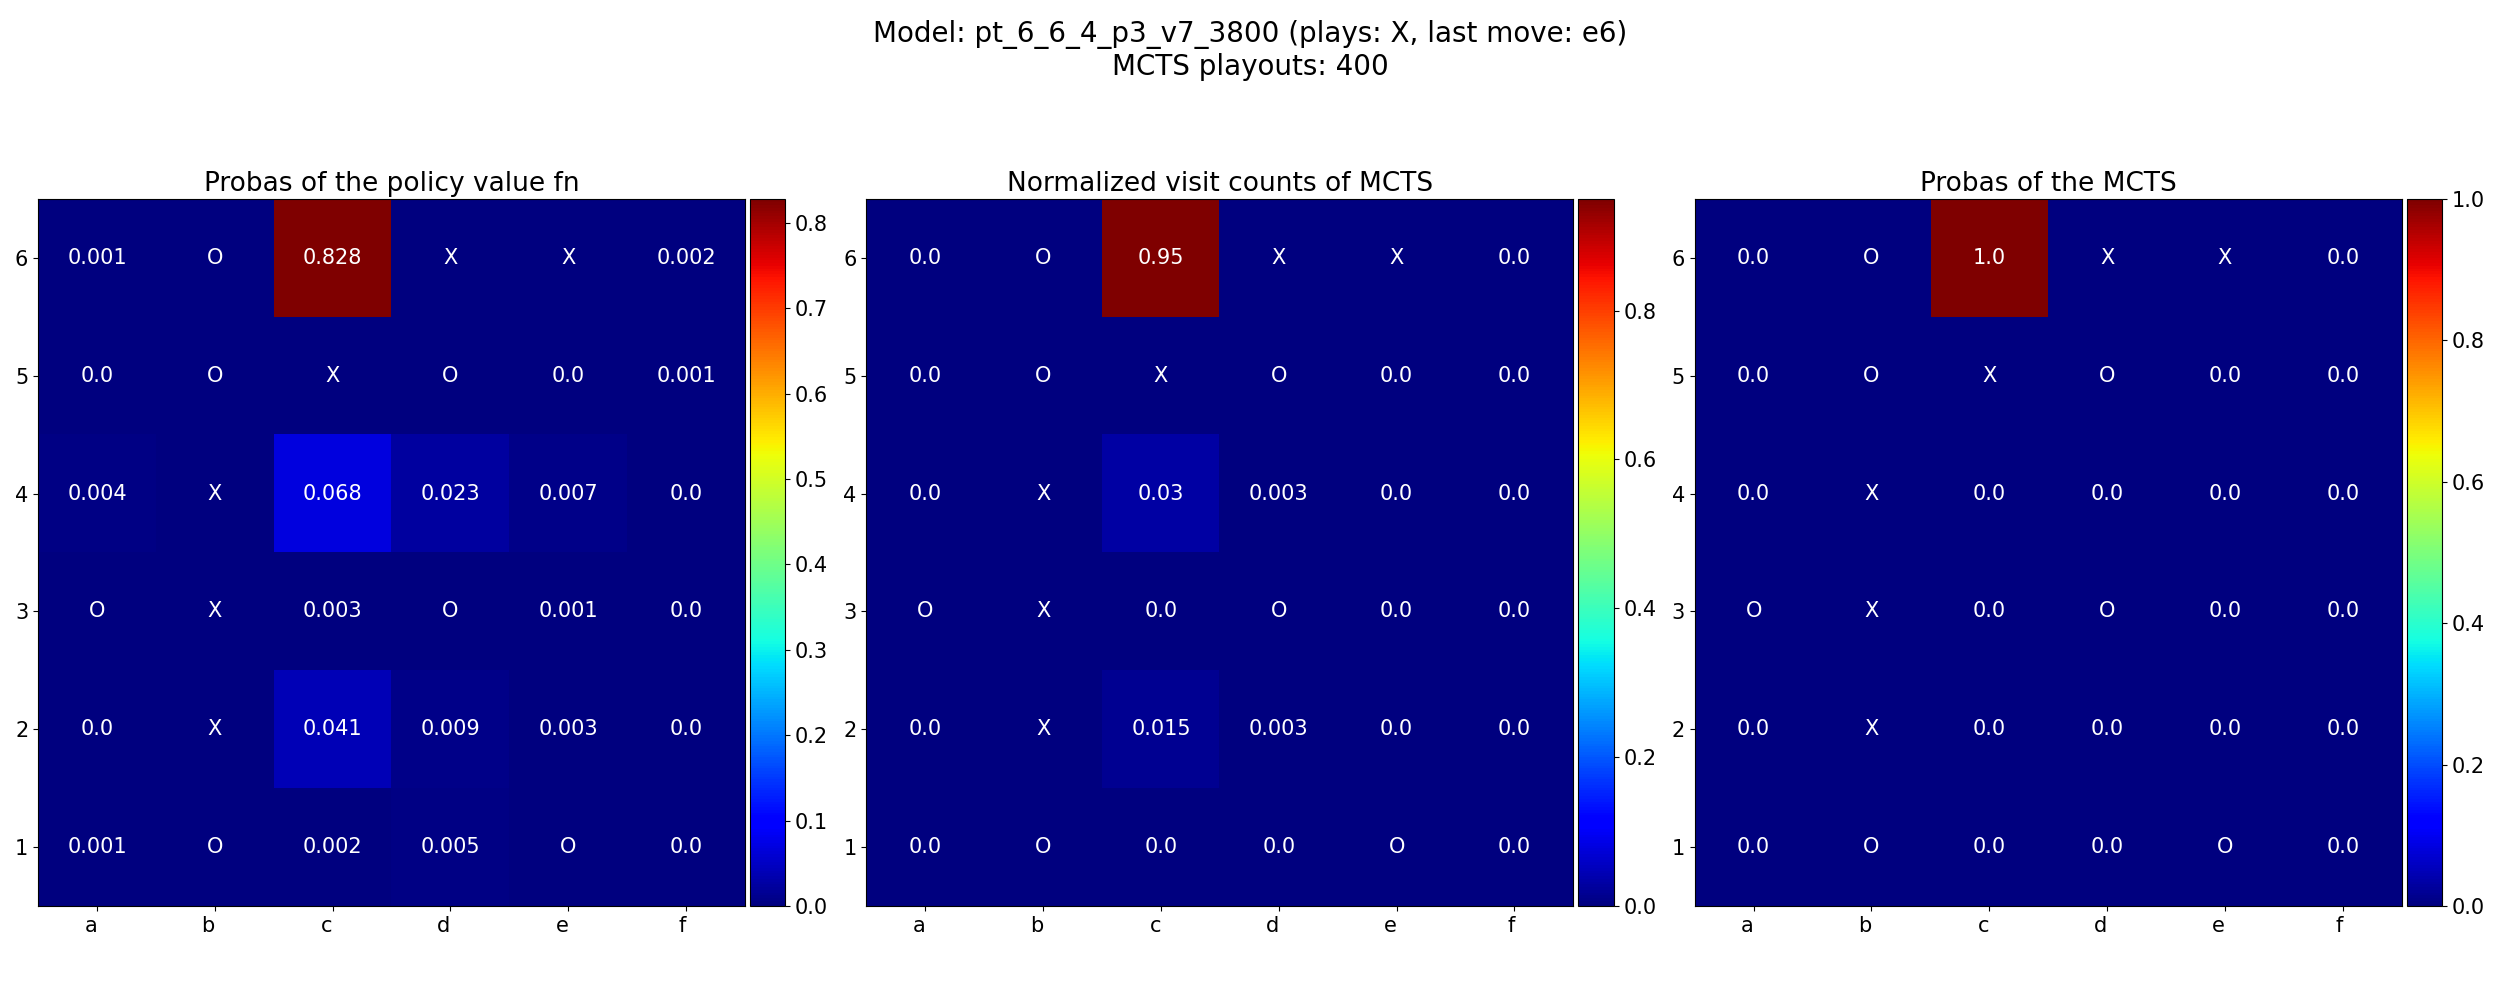 Model: pt_6_6_4_p3_v7_3800 (plays: X, last move: e6)
MCTS playouts: 400
Probas of the policy value fn
6 0.001 O 0.828 X X 0.002
5 0.0 O X O 0.0 0.001
4 0.004 X 0.068 0.023 0.007 0.0
3 O X 0.003 O 0.001 0.0
2 0.0 X 0.041 0.009 0.003 0.0
1 0.001 O 0.002 0.005 O 0.0
a b c d e f
0.8
0.7
0.6
0.5
0.4
0.3
0.2
0.1
0.0
Normalized visit counts of MCTS
6 0.0 O 0.95 X X 0.0
5 0.0 O X O 0.0 0.0
4 0.0 X 0.03 0.003 0.0 0.0
3 O X 0.0 O 0.0 0.0
2 0.0 X 0.015 0.003 0.0 0.0
1 0.0 O 0.0 0.0 O 0.0
a b c d e f
0.8
0.6
0.4
0.2
0.0
Probas of the MCTS
6 0.0 O 1.0 X X 0.0
5 0.0 O X O 0.0 0.0
4 0.0 X 0.0 0.0 0.0 0.0
3 O X 0.0 O 0.0 0.0
2 0.0 X 0.0 0.0 0.0 0.0
1 0.0 O 0.0 0.0 O 0.0
a b c d e f
1.0
0.8
0.6
0.4
0.2
0.0